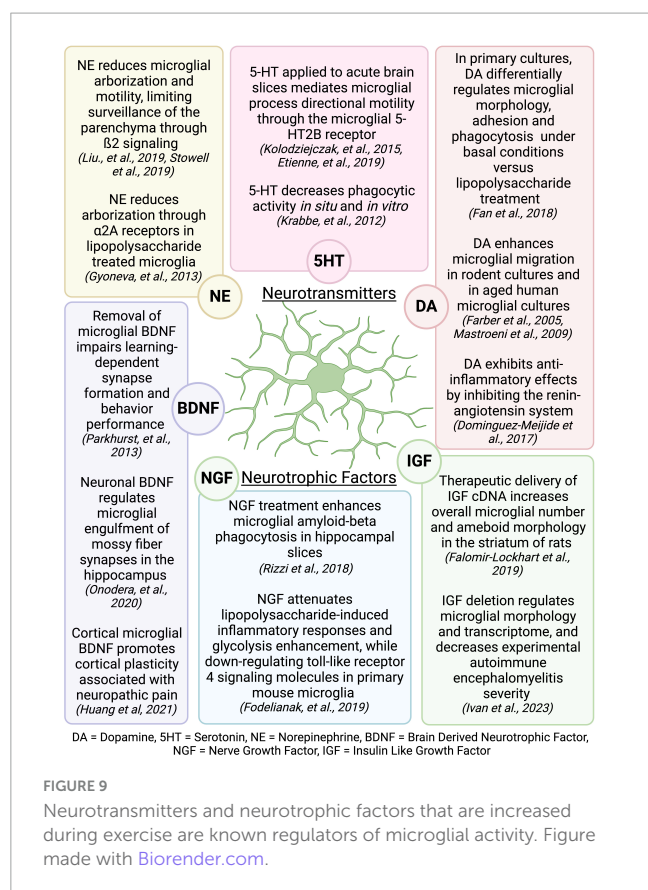 NE reduces microglial
arborization and
motility, limiting
surveillance of the
parenchyma through
ß2 signaling
(Liu., et al., 2019, Stowell
et al., 2019)
NE reduces
arborization through
α2A receptors in
lipopolysaccharide
treated microglia
(Gyoneva, et al., 2013)
NE
5-HT applied to acute brain
slices mediates microglial
process directional motility
through the microglial 5-
HT2B receptor
(Kolodziejczak, et al., 2015,
Etienne, et al., 2019)
5-HT decreases phagocytic
activity in situ and in vitro
(Krabbe, et al., 2012)
5HT
In primary cultures,
DA differentially
regulates microglial
morphology,
adhesion and
phagocytosis under
basal conditions
versus
lipopolysaccharide
treatment
(Fan et al., 2018)
DA enhances
microglial migration
in rodent cultures and
in aged human
microglial cultures
(Farber et al., 2005,
Mastroeni et al., 2009)
DA exhibits anti-
inflammatory effects
by inhibiting the renin-
angiotensin system
(Dominguez-Meijide et
al., 2017)
DA
Neurotransmitters
Removal of
microglial BDNF
impairs learning-
dependent
synapse
formation and
behavior
performance
(Parkhurst, et al.,
2013)
Neuronal BDNF
regulates
microglial
engulfment of
mossy fiber
synapses in the
hippocampus
(Onodera, et al.,
2020)
Cortical microglial
BDNF promotes
cortical plasticity
associated with
neuropathic pain
(Huang et al, 2021)
BDNF
Neurotrophic Factors
NGF
NGF treatment enhances
microglial amyloid-beta
phagocytosis in hippocampal
slices
(Rizzi et al., 2018)
NGF attenuates
lipopolysaccharide-induced
inflammatory responses and
glycolysis enhancement, while
down-regulating toll-like receptor
4 signaling molecules in primary
mouse microglia
(Fodelianak, et al., 2019)
IGF
Therapeutic delivery of
IGF cDNA increases
overall microglial number
and ameboid morphology
in the striatum of rats
(Falomir-Lockhart et al.,
2019)
IGF deletion regulates
microglial morphology
and transcriptome, and
decreases experimental
autoimmune
encephalomyelitis
severity
(Ivan et al., 2023)
DA = Dopamine, 5HT = Serotonin, NE = Norepinephrine, BDNF = Brain Derived Neurotrophic Factor,
NGF = Nerve Growth Factor, IGF = Insulin Like Growth Factor
FIGURE 9
Neurotransmitters and neurotrophic factors that are increased
during exercise are known regulators of microglial activity. Figure
made with Biorender.com.